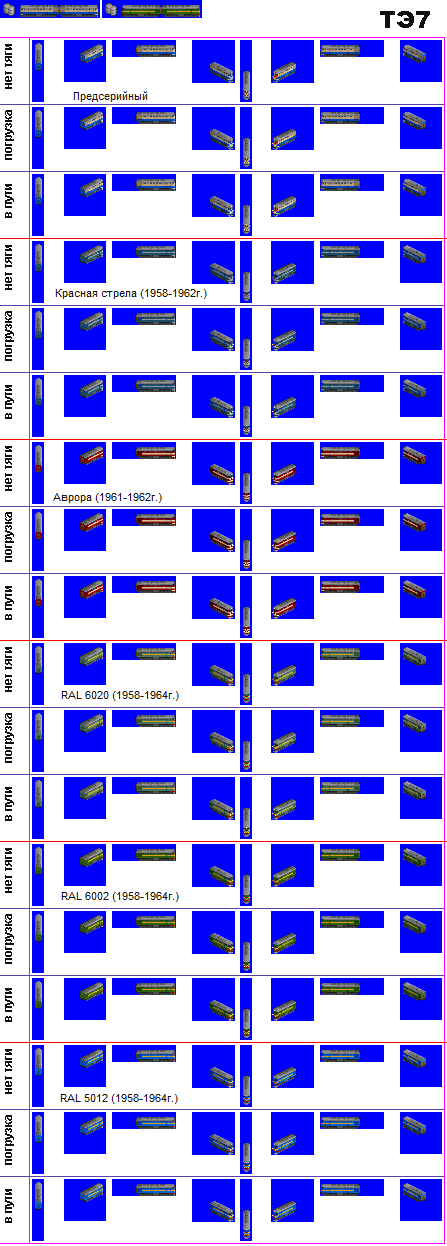 ТЭ7
нет тяги
Предсерийный
погрузка
в пути
нет тяги
Красная стрела (1958-1962г.)
погрузка
в пути
нет тяги
Аврора (1961-1962г.)
погрузка
в пути
нет тяги
RAL 6020 (1958-1964г.)
погрузка
в пути
нет тяги
RAL 6002 (1958-1964г.)
погрузка
в пути
нет тяги
RAL 5012 (1958-1964г.)
погрузка
в пути